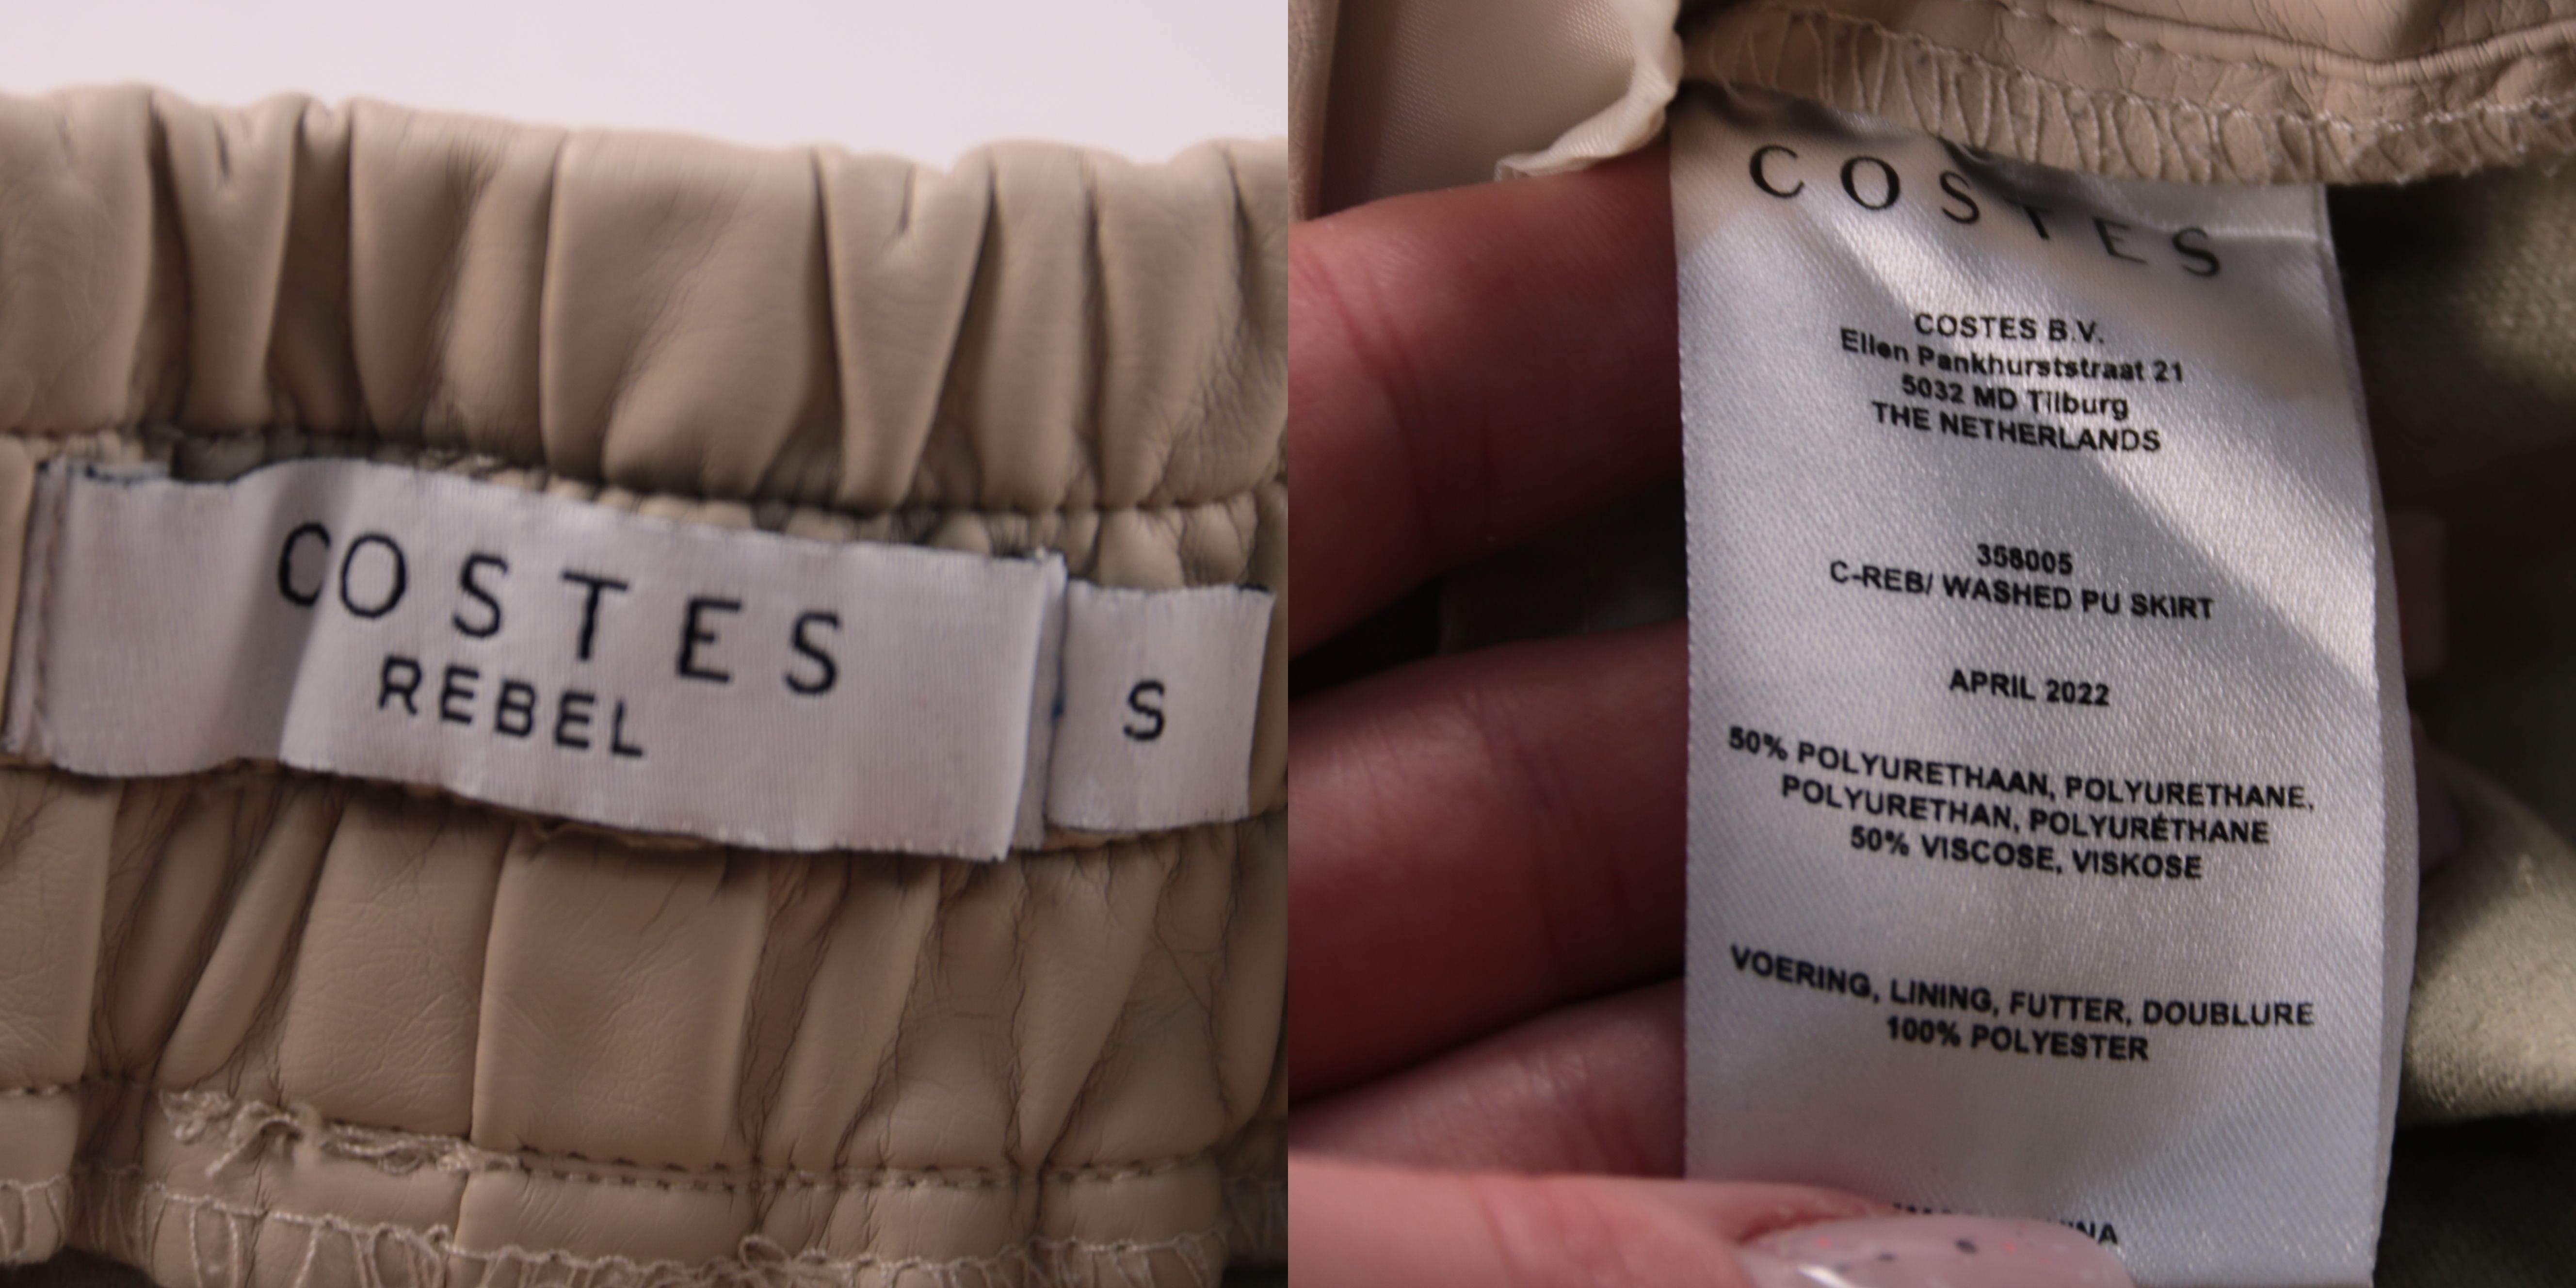 COSTES
REBEL
S
COSTES
COSTES B.V.
Ellen Pankhurststraat 21
5032 MD Tilburg
THE NETHERLANDS
358005
C-REB/ WASHED PU SKIRT
APRIL 2022
50% POLYURETHAAN, POLYURETHANE,
POLYURETHAN, POLYURÉTHANE
50% VISCOSE, VISKOSE
VOERING, LINING, FUTTER, DOUBLURE
100% POLYESTER